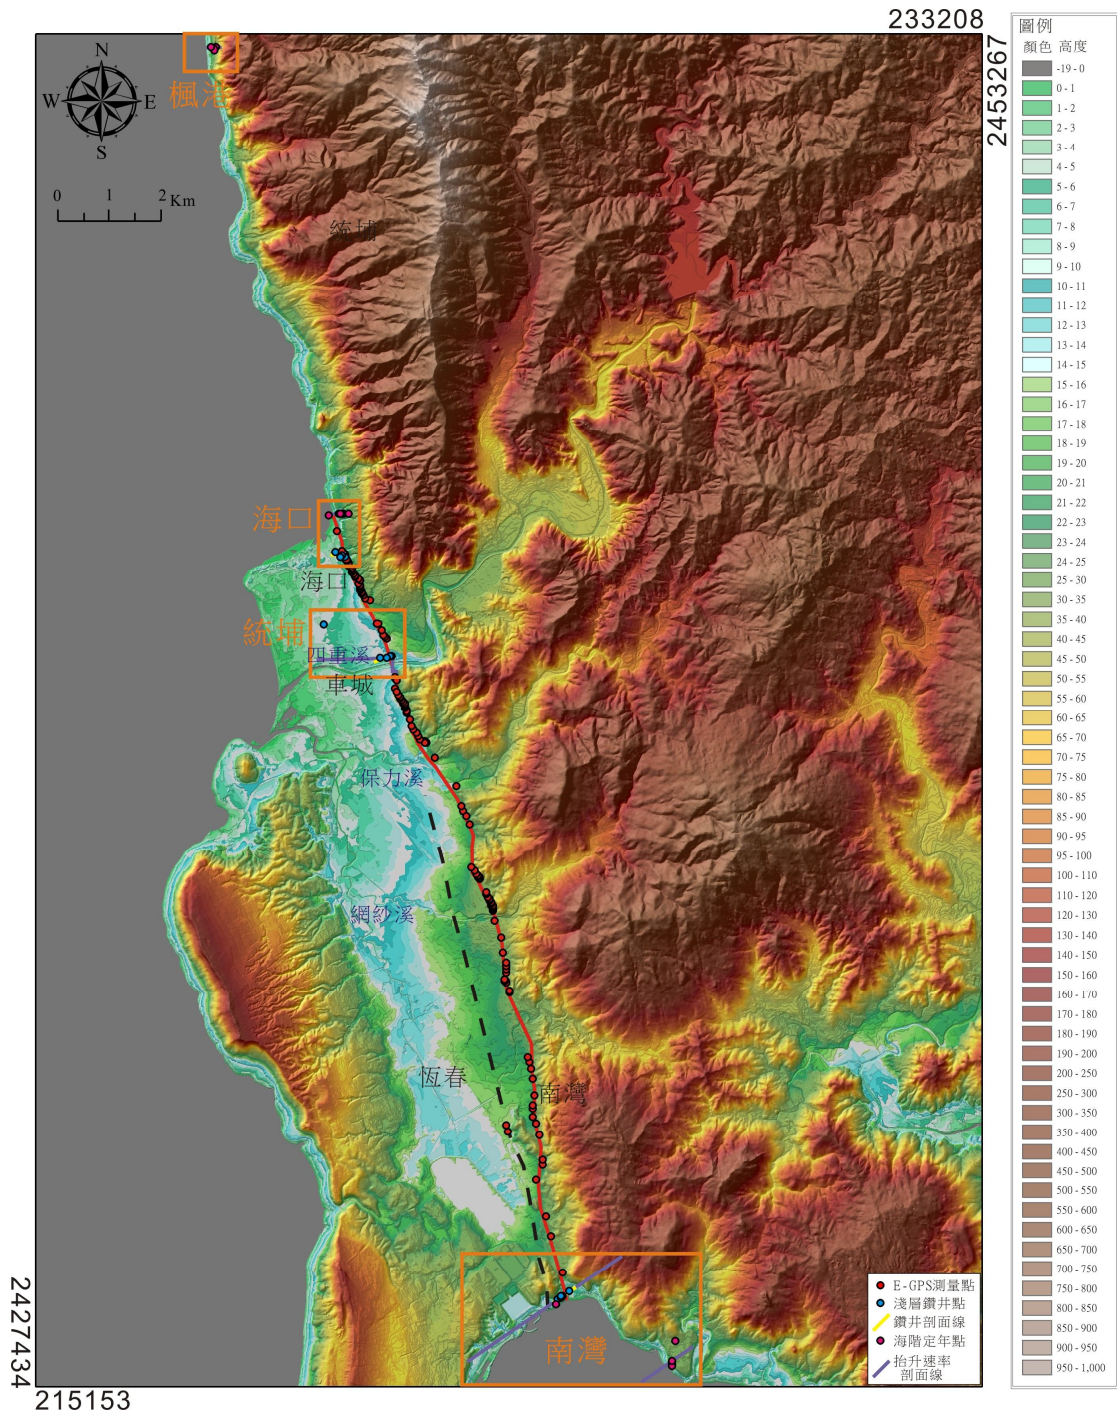 233208
2453267
N
W E
S
0 1 2 Km
楓港
統埔
海口
海口
統埔
四重溪
車城
保力溪
網紗溪
恆春
南灣
南灣
E-GPS測量點
淺層鑽井點
鑽井剖面線
海階定年點
抬升速率
剖面線
2427434
215153
圖例
顏色 高度
-19 - 0
0 - 1
1 - 2
2 - 3
3 - 4
4 - 5
5 - 6
6 - 7
7 - 8
8 - 9
9 - 10
10 - 11
11 - 12
12 - 13
13 - 14
14 - 15
15 - 16
16 - 17
17 - 18
18 - 19
19 - 20
20 - 21
21 - 22
22 - 23
23 - 24
24 - 25
25 - 30
30 - 35
35 - 40
40 - 45
45 - 50
50 - 55
55 - 60
60 - 65
65 - 70
70 - 75
75 - 80
80 - 85
85 - 90
90 - 95
95 - 100
100 - 110
110 - 120
120 - 130
130 - 140
140 - 150
150 - 160
160 - 170
170 - 180
180 - 190
190 - 200
200 - 250
250 - 300
300 - 350
350 - 400
400 - 450
450 - 500
500 - 550
550 - 600
600 - 650
650 - 700
700 - 750
750 - 800
800 - 850
850 - 900
900 - 950
950 - 1,000